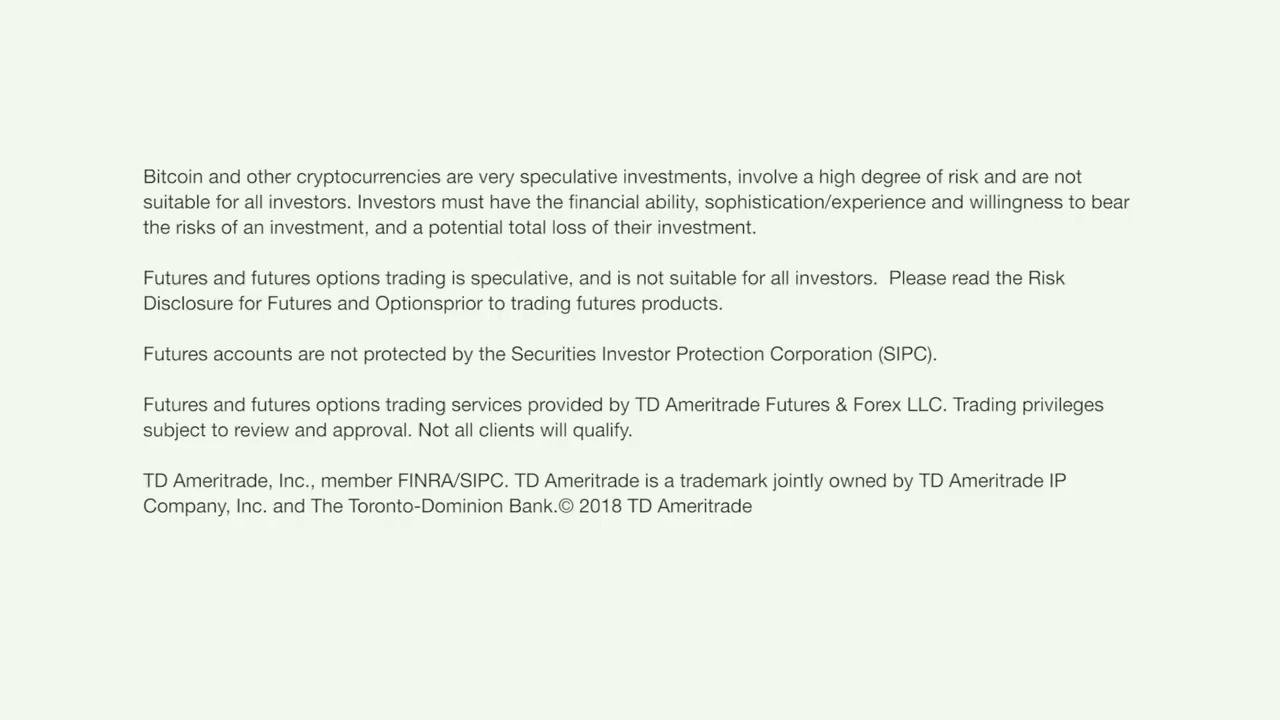 Bitcoin and other cryptocurrencies are very speculative investments, involve a high degree of risk and are not
suitable for all investors. Investors must have the financial ability, sophistication/experience and willingness to bear
the risks of an investment, and a potential total loss of their investment.
Futures and futures options trading is speculative, and is not suitable for all investors.  Please read the Risk
Disclosure for Futures and Optionsprior to trading futures products.
Futures accounts are not protected by the Securities Investor Protection Corporation (SIPC).
Futures and futures options trading services provided by TD Ameritrade Futures & Forex LLC. Trading privileges
subject to review and approval. Not all clients will qualify.
TD Ameritrade, Inc., member FINRA/SIPC. TD Ameritrade is a trademark jointly owned by TD Ameritrade IP
Company, Inc. and The Toronto-Dominion Bank.© 2018 TD Ameritrade